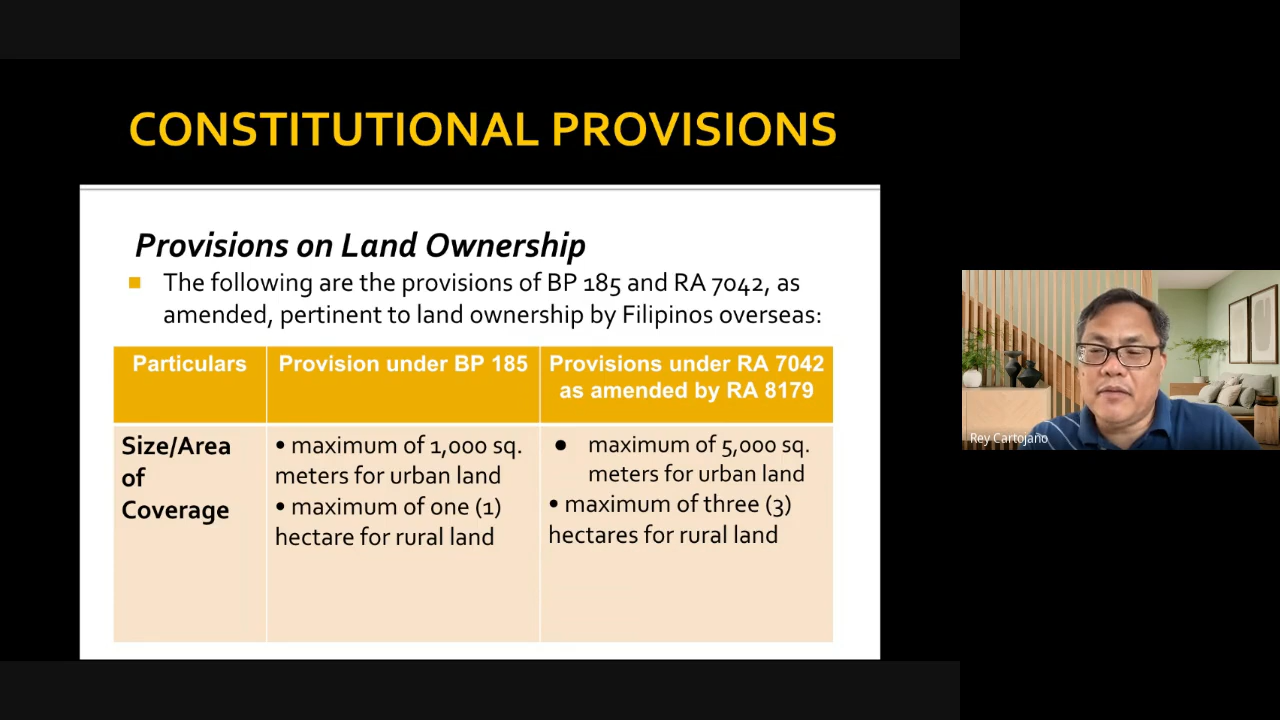 CONSTITUTIONAL PROVISIONS
Provisions on Land Ownership
The following are the provisions of BP 185 and RA 7042, as
amended, pertinent to land ownership by Filipinos overseas:
Particulars
Provision under BP 185
Provisions under RA 7042
as amended by RA 8179
Size/Area
of
Coverage
• maximum of 1,000 sq.
meters for urban land
• maximum of one (1)
hectare for rural land
• maximum of 5,000 sq.
meters for urban land
• maximum of three (3)
hectares for rural land
Rey Cartojano